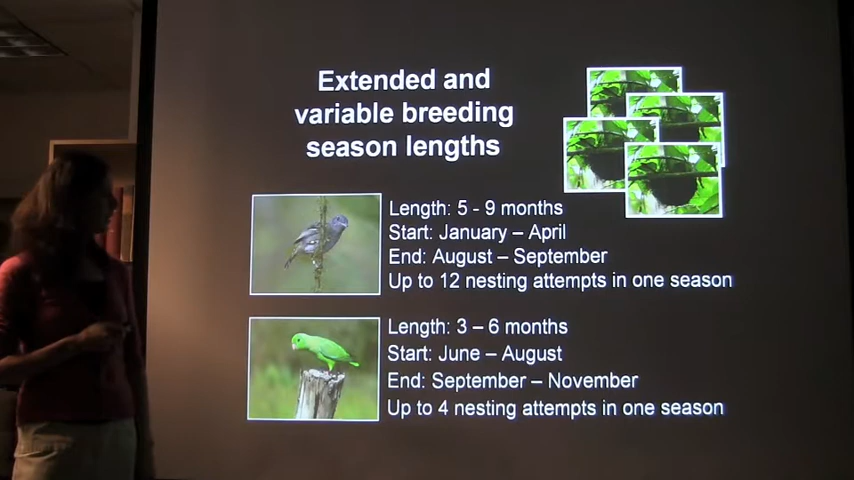 Extended and
variable breeding
season lengths
Length: 5 - 9 months
Start: January – April
End: August – September
Up to 12 nesting attempts in one season
Length: 3 – 6 months
Start: June – August
End: September – November
Up to 4 nesting attempts in one season